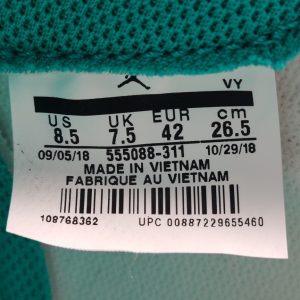 VY
US UK EUR cm
8.5 7.5 42 26.5
09/05/18 555088-311 10/29/18
MADE IN VIETNAM
FABRIQUE AU VIETNAM
108768362 UPC 00887229655460